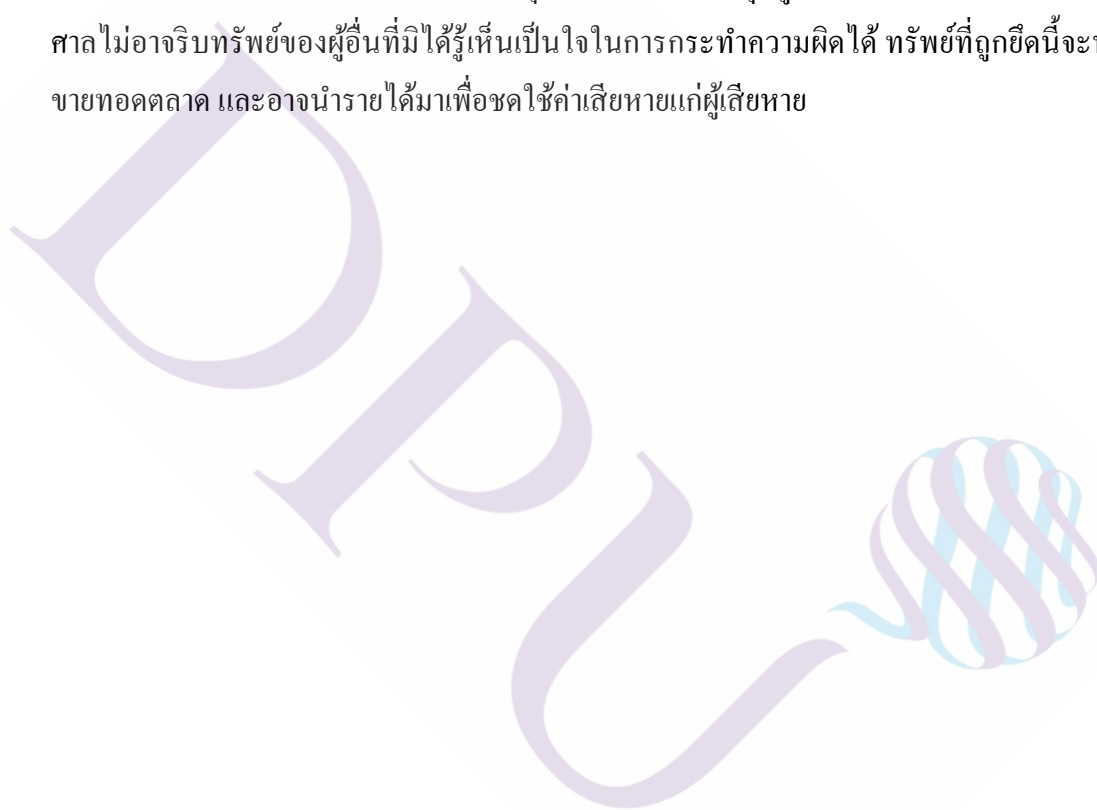 ศาลไม่อาจริบทรัพย์ของผู้อื่นที่มิได้รู้เห็นเป็นใจในการกระทำความผิดได้ ทรัพย์ที่ถูกยึดนี้จะ
ขายทอดตลาด และอาจนำรายได้มาเพื่อชดใช้ค่าเสียหายแก่ผู้เสียหาย
DPU